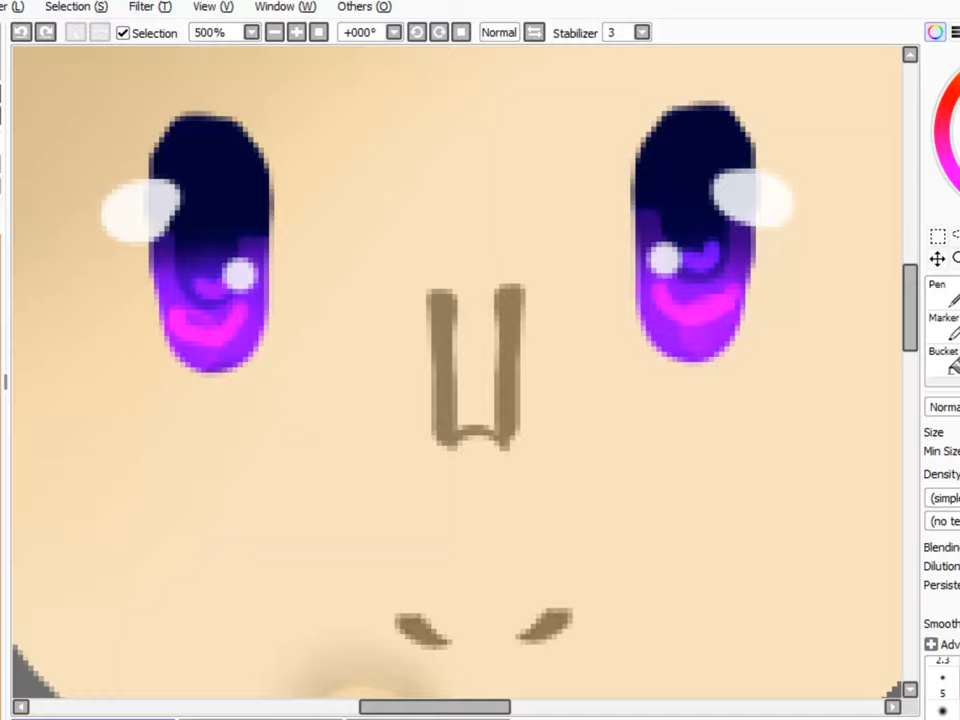 (L) Selection (S) Filter (T) View (V) Window (W) Others (O)
Selection 500% +000° Normal Stabilizer 3
Pen
Marker
Bucket
Norma
Size
Min Size
Density
(simple
(no te
Blending
Dilution
Persiste
Smooth
Adv
2.3
5